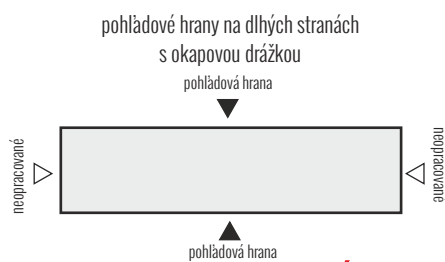 pohľadové hrany na dlhých stranách
s okapovou drážkou
pohľadová hrana
neopracované
neopracované
pohľadová hrana